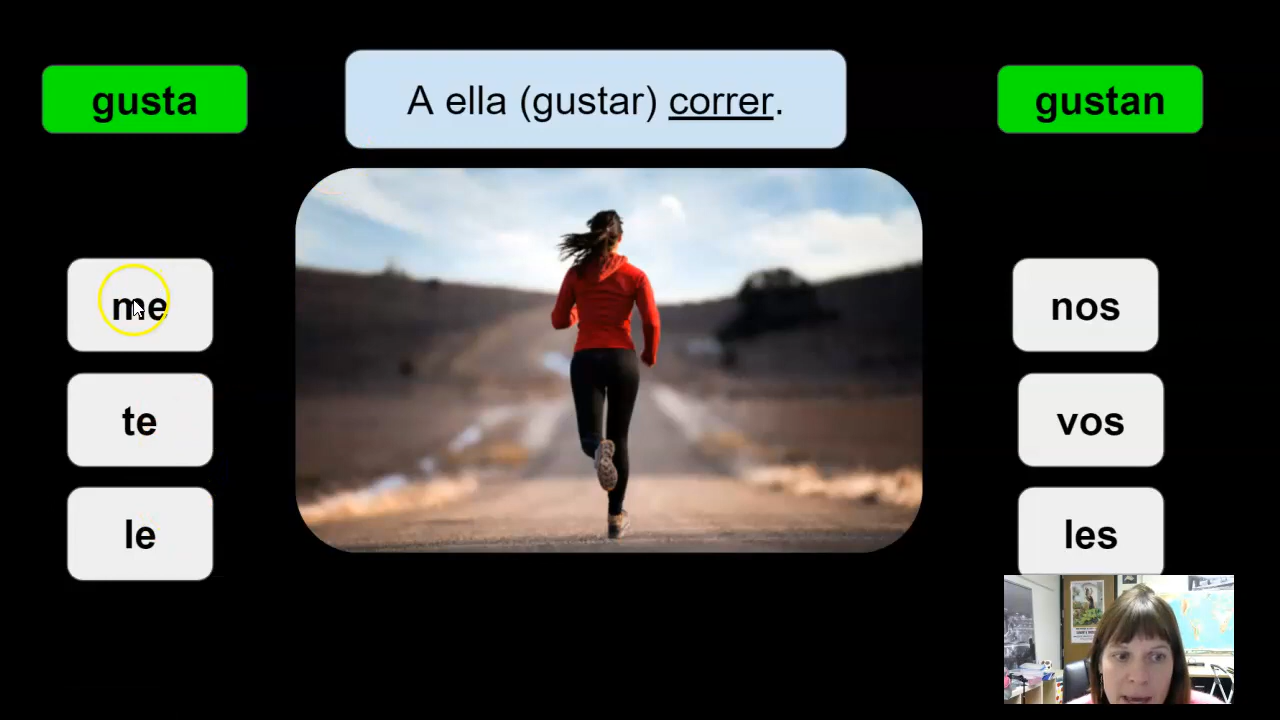 gusta
A ella (gustar) correr.
gustan
me
te
le
nos
vos
les